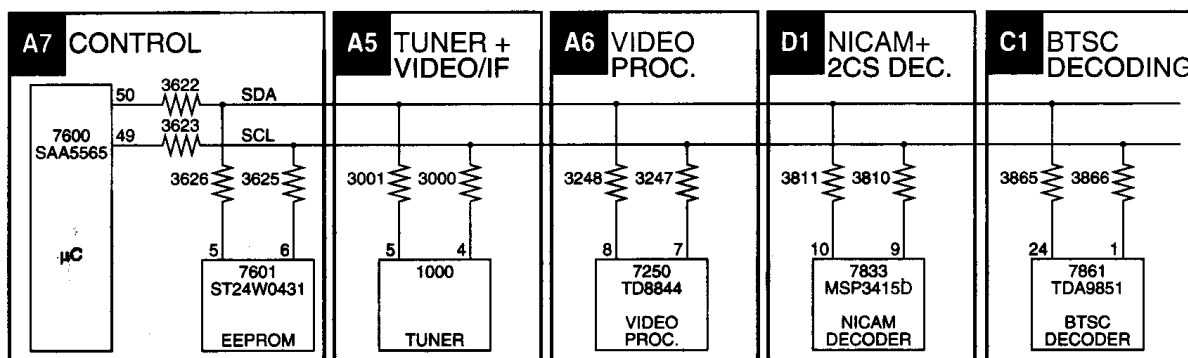 A7 CONTROL
50
3622
SDA
49
3623
SCL
7600
SAA5565
µC
3626
3625
5
6
7601
ST24W0431
EEPROM
A5 TUNER +
VIDEO/IF
3001
3000
5
4
1000
TUNER
A6 VIDEO
PROC.
3248
3247
8
7
7250
TD8844
VIDEO
PROC.
D1 NICAM+
2CS DEC.
3811
3810
10
9
7833
MSP3415D
NICAM
DECODER
C1 BTSC
DECODING
3865
3866
24
1
7861
TDA9851
BTSC
DECODER